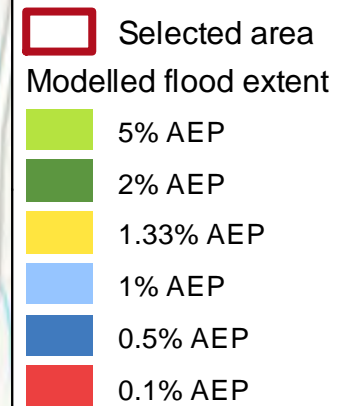 Selected area
Modelled flood extent
5% AEP
2% AEP
1.33% AEP
1% AEP
0.5% AEP
0.1% AEP